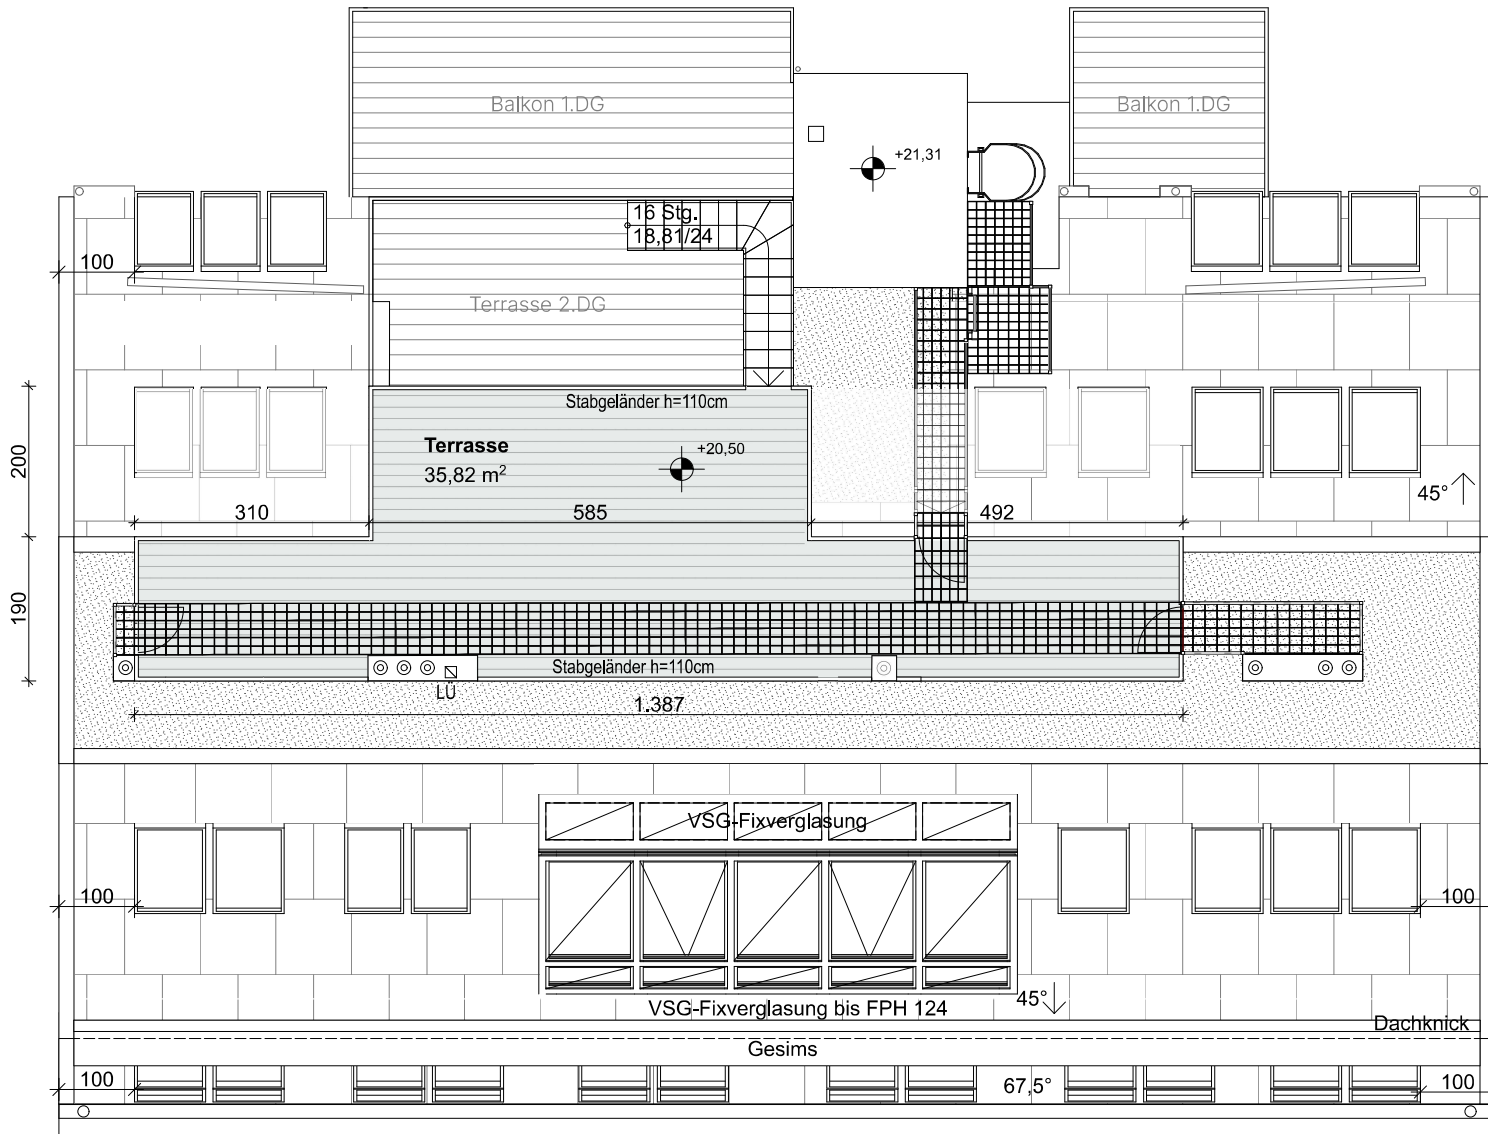 Balkon 1.DG
Balkon 1.DG
+21,31
16 Stg.
18,81/24
100
Terrasse 2.DG
Stabgeländer h=110cm
Terrasse
35,82 m²
+20,50
200
45°
310
585
492
190
Stabgeländer h=110cm
LÜ
1.387
VSG-Fixverglasung
100
100
45°
VSG-Fixverglasung bis FPH 124
Dachknick
Gesims
100
67,5°
100